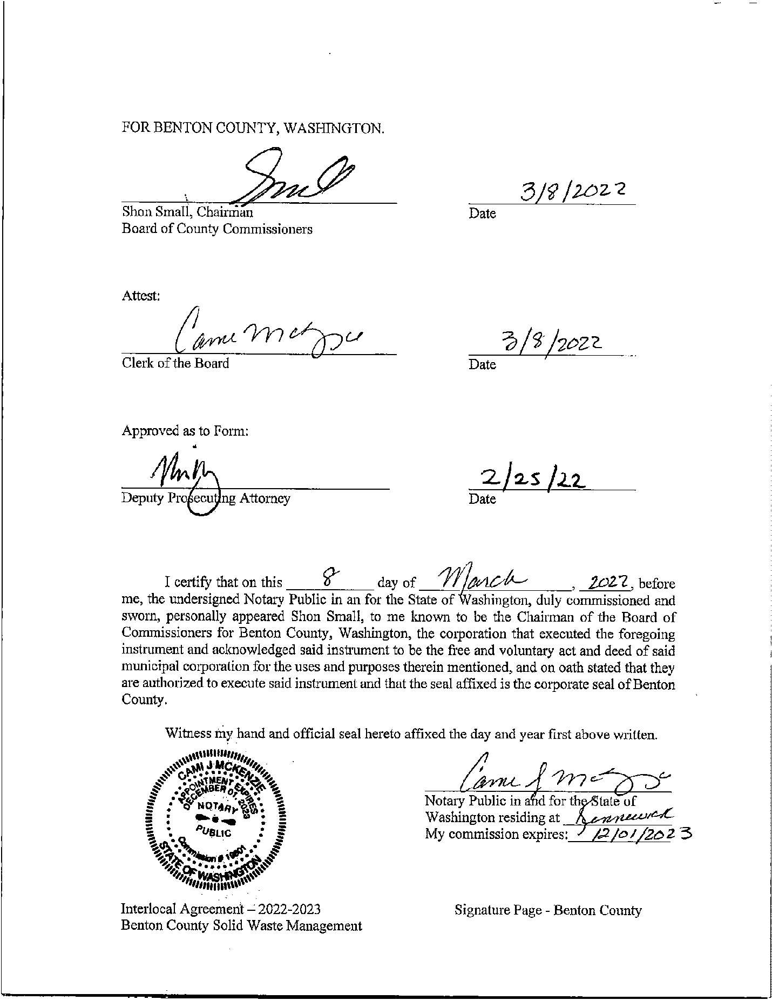 FOR BENTON COUNTY, WASHINGTON.
Small 3/8/2022
Shon Small, Chairman Date
Board of County Commissioners
Attest:
3/8/2022
Clerk of the Board Date
Approved as to Form:
2/25/22
Deputy Prosecuting Attorney Date
I certify that on this 8 day of March, 2022, before
me, the undersigned Notary Public in an for the State of Washington, duly commissioned and
sworn, personally appeared Shon Small, to me known to be the Chairman of the Board of
Commissioners for Benton County, Washington, the corporation that executed the foregoing
instrument and acknowledged said instrument to be the free and voluntary act and deed of said
municipal corporation for the uses and purposes therein mentioned, and on oath stated that they
are authorized to execute said instrument and that the seal affixed is the corporate seal of Benton
County.
Witness my hand and official seal hereto affixed the day and year first above written.
CAMI J MCKENZIE
APPOINTMENT EXPIRES
DECEMBER 01, 2023
NOTARY
PUBLIC
Commission # 19801
STATE OF WASHINGTON
Notary Public in and for the State of
Washington residing at Kennewick
My commission expires: 12/01/2023
Interlocal Agreement – 2022-2023 Signature Page - Benton County
Benton County Solid Waste Management